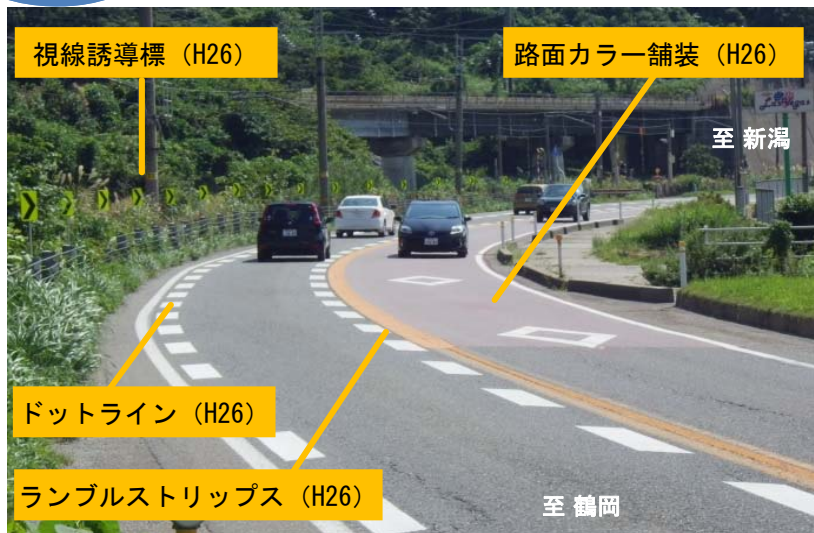 視線誘導標（H26）
路面カラー舗装（H26）
Las Vegas
至 新潟
ドットライン（H26）
ランブルストリップス（H26）
至 鶴岡